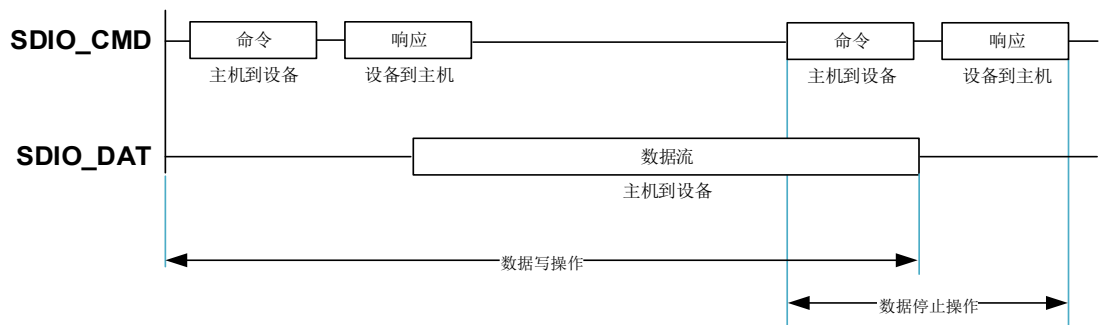 SDIO_CMD
命令
响应
命令
响应
主机到设备
设备到主机
主机到设备
设备到主机
SDIO_DAT
数据流
主机到设备
数据写操作
数据停止操作